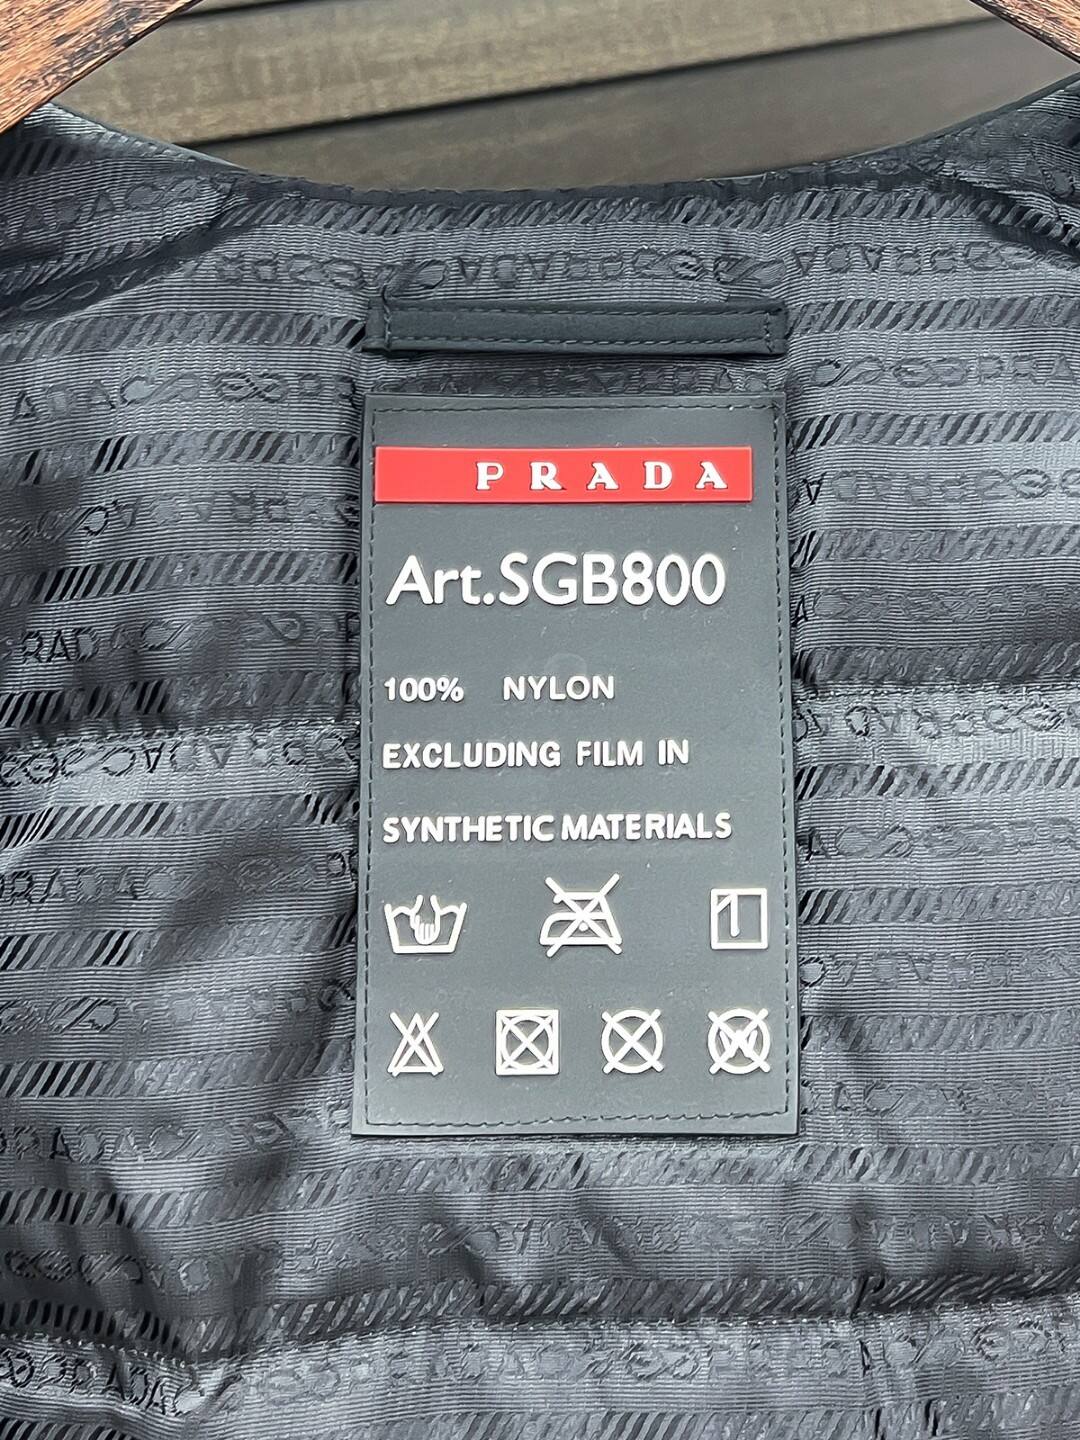 PRADA
Art.SGB800
100% NYLON
EXCLUDING FILM IN
SYNTHETIC MATERIALS
W